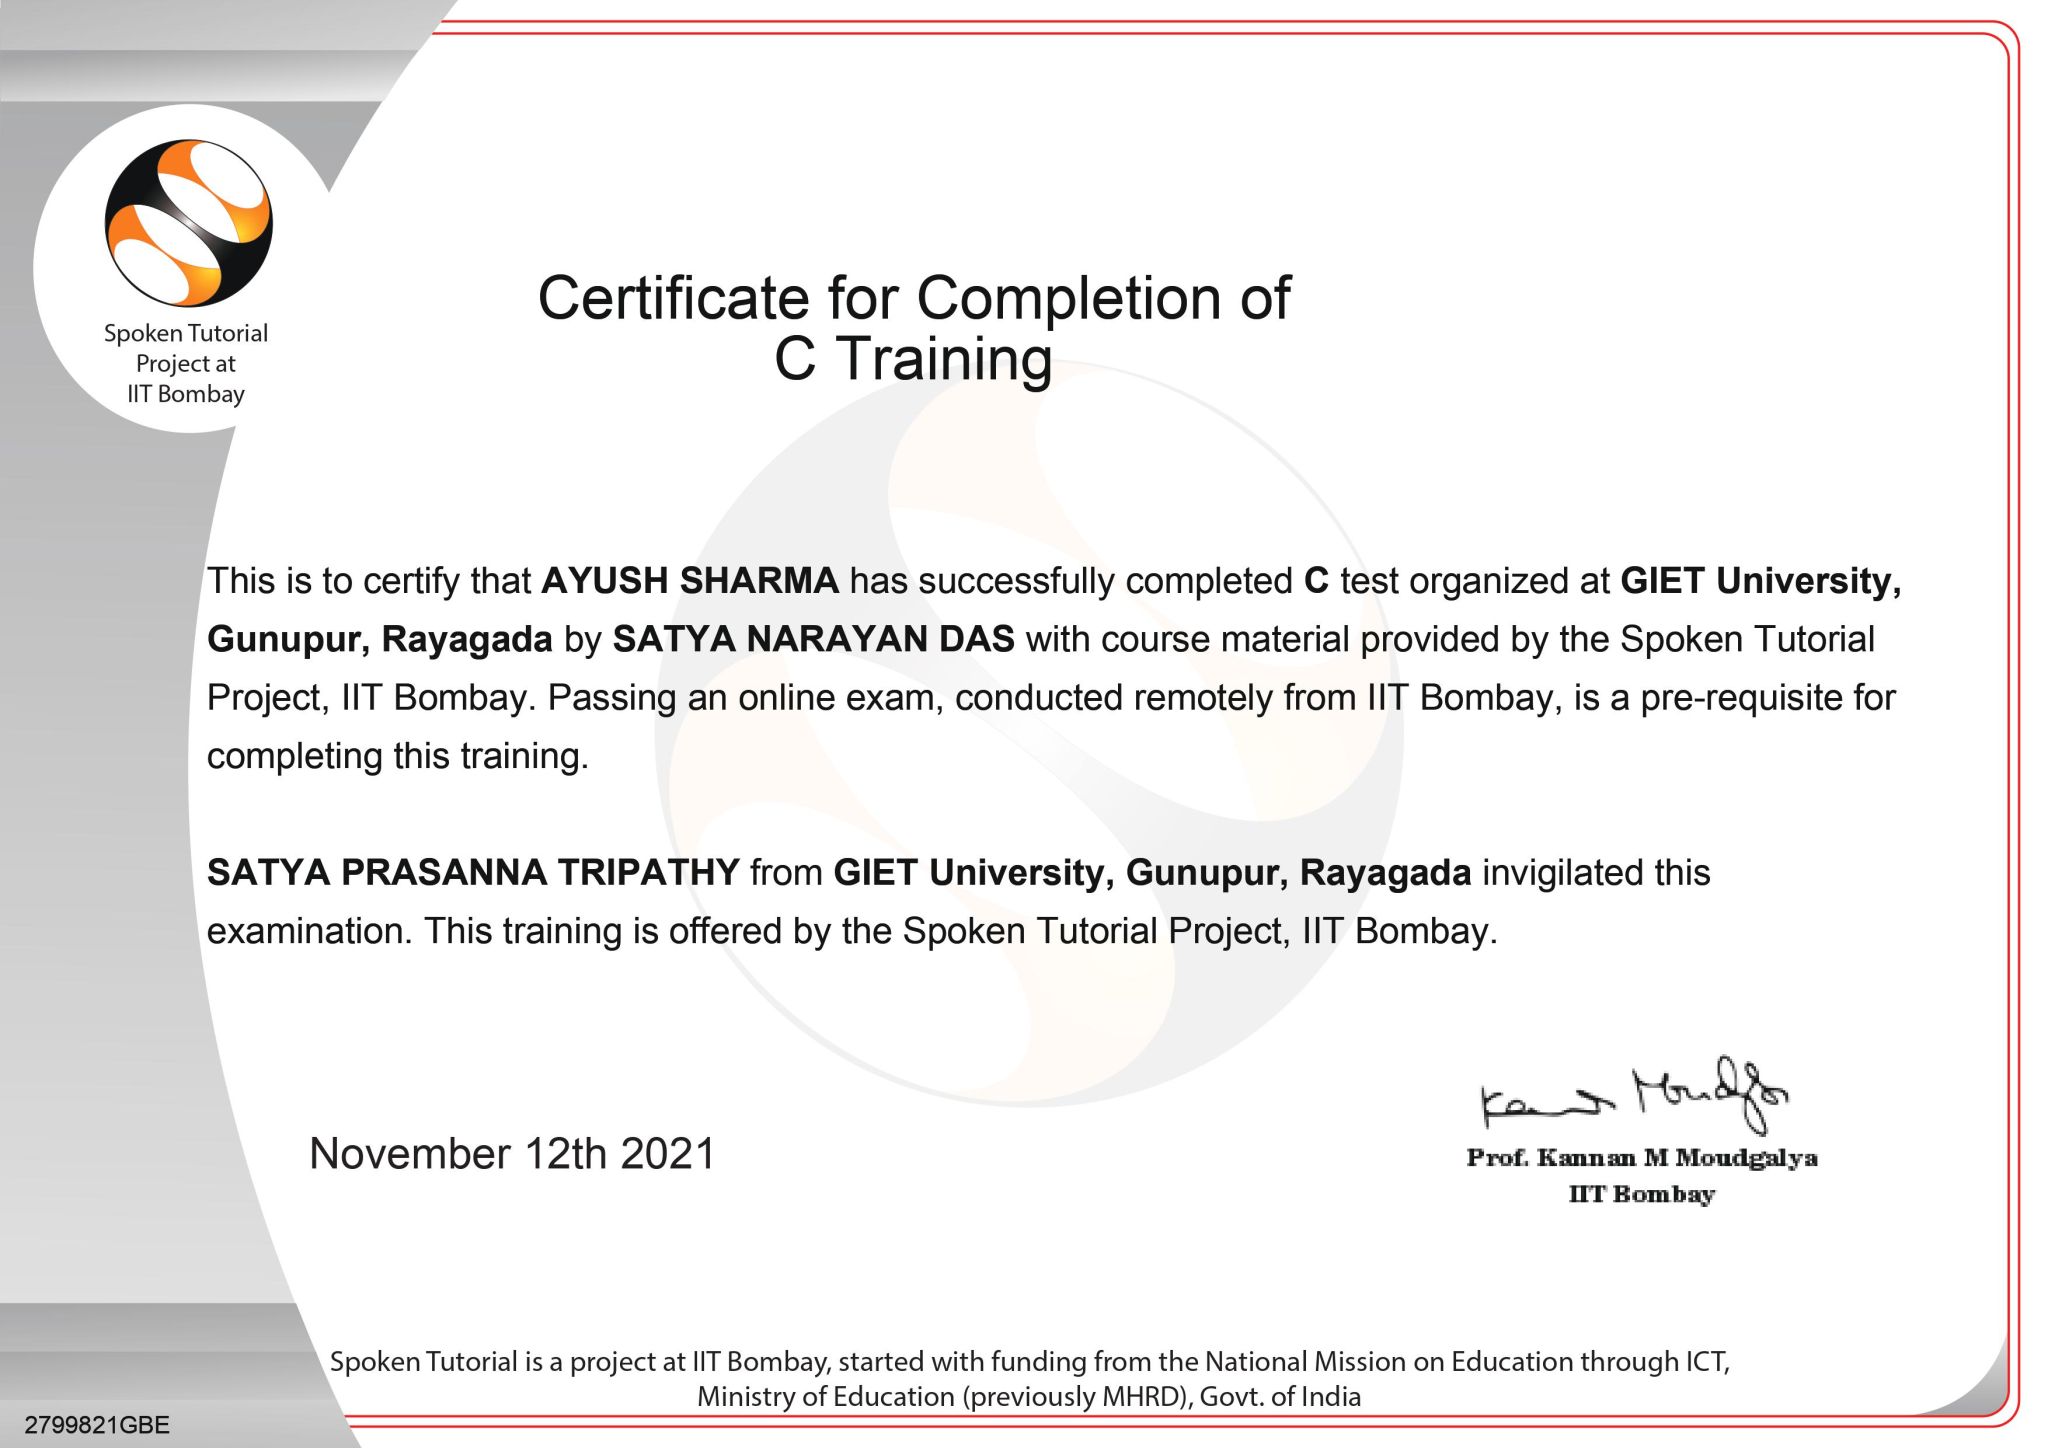 Spoken Tutorial
Project at
IIT Bombay
Certificate for Completion of
C Training
This is to certify that AYUSH SHARMA has successfully completed C test organized at GIET University,
Gunupur, Rayagada by SATYA NARAYAN DAS with course material provided by the Spoken Tutorial
Project, IIT Bombay. Passing an online exam, conducted remotely from IIT Bombay, is a pre-requisite for
completing this training.
SATYA PRASANNA TRIPATHY from GIET University, Gunupur, Rayagada invigilated this
examination. This training is offered by the Spoken Tutorial Project, IIT Bombay.
November 12th 2021
Prof. Kannan M Moudgalya
IIT Bombay
Spoken Tutorial is a project at IIT Bombay, started with funding from the National Mission on Education through ICT,
Ministry of Education (previously MHRD), Govt. of India
2799821GBE